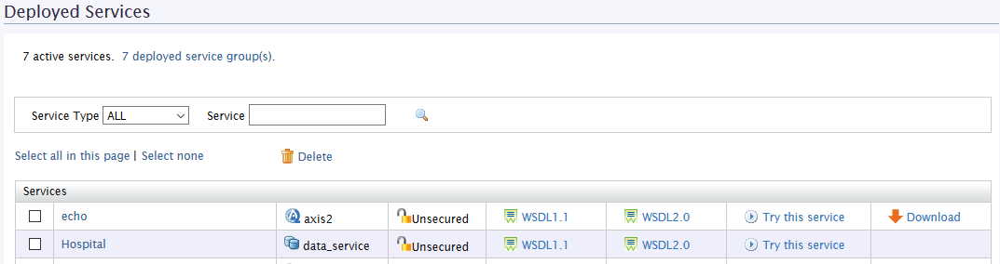 Deployed Services
7 active services. 7 deployed service group(s).
Service Type ALL Service
Select all in this page | Select none Delete
Services
echo axis2 Unsecured WSDL1.1 WSDL2.0 Try this service Download
Hospital data_service Unsecured WSDL1.1 WSDL2.0 Try this service